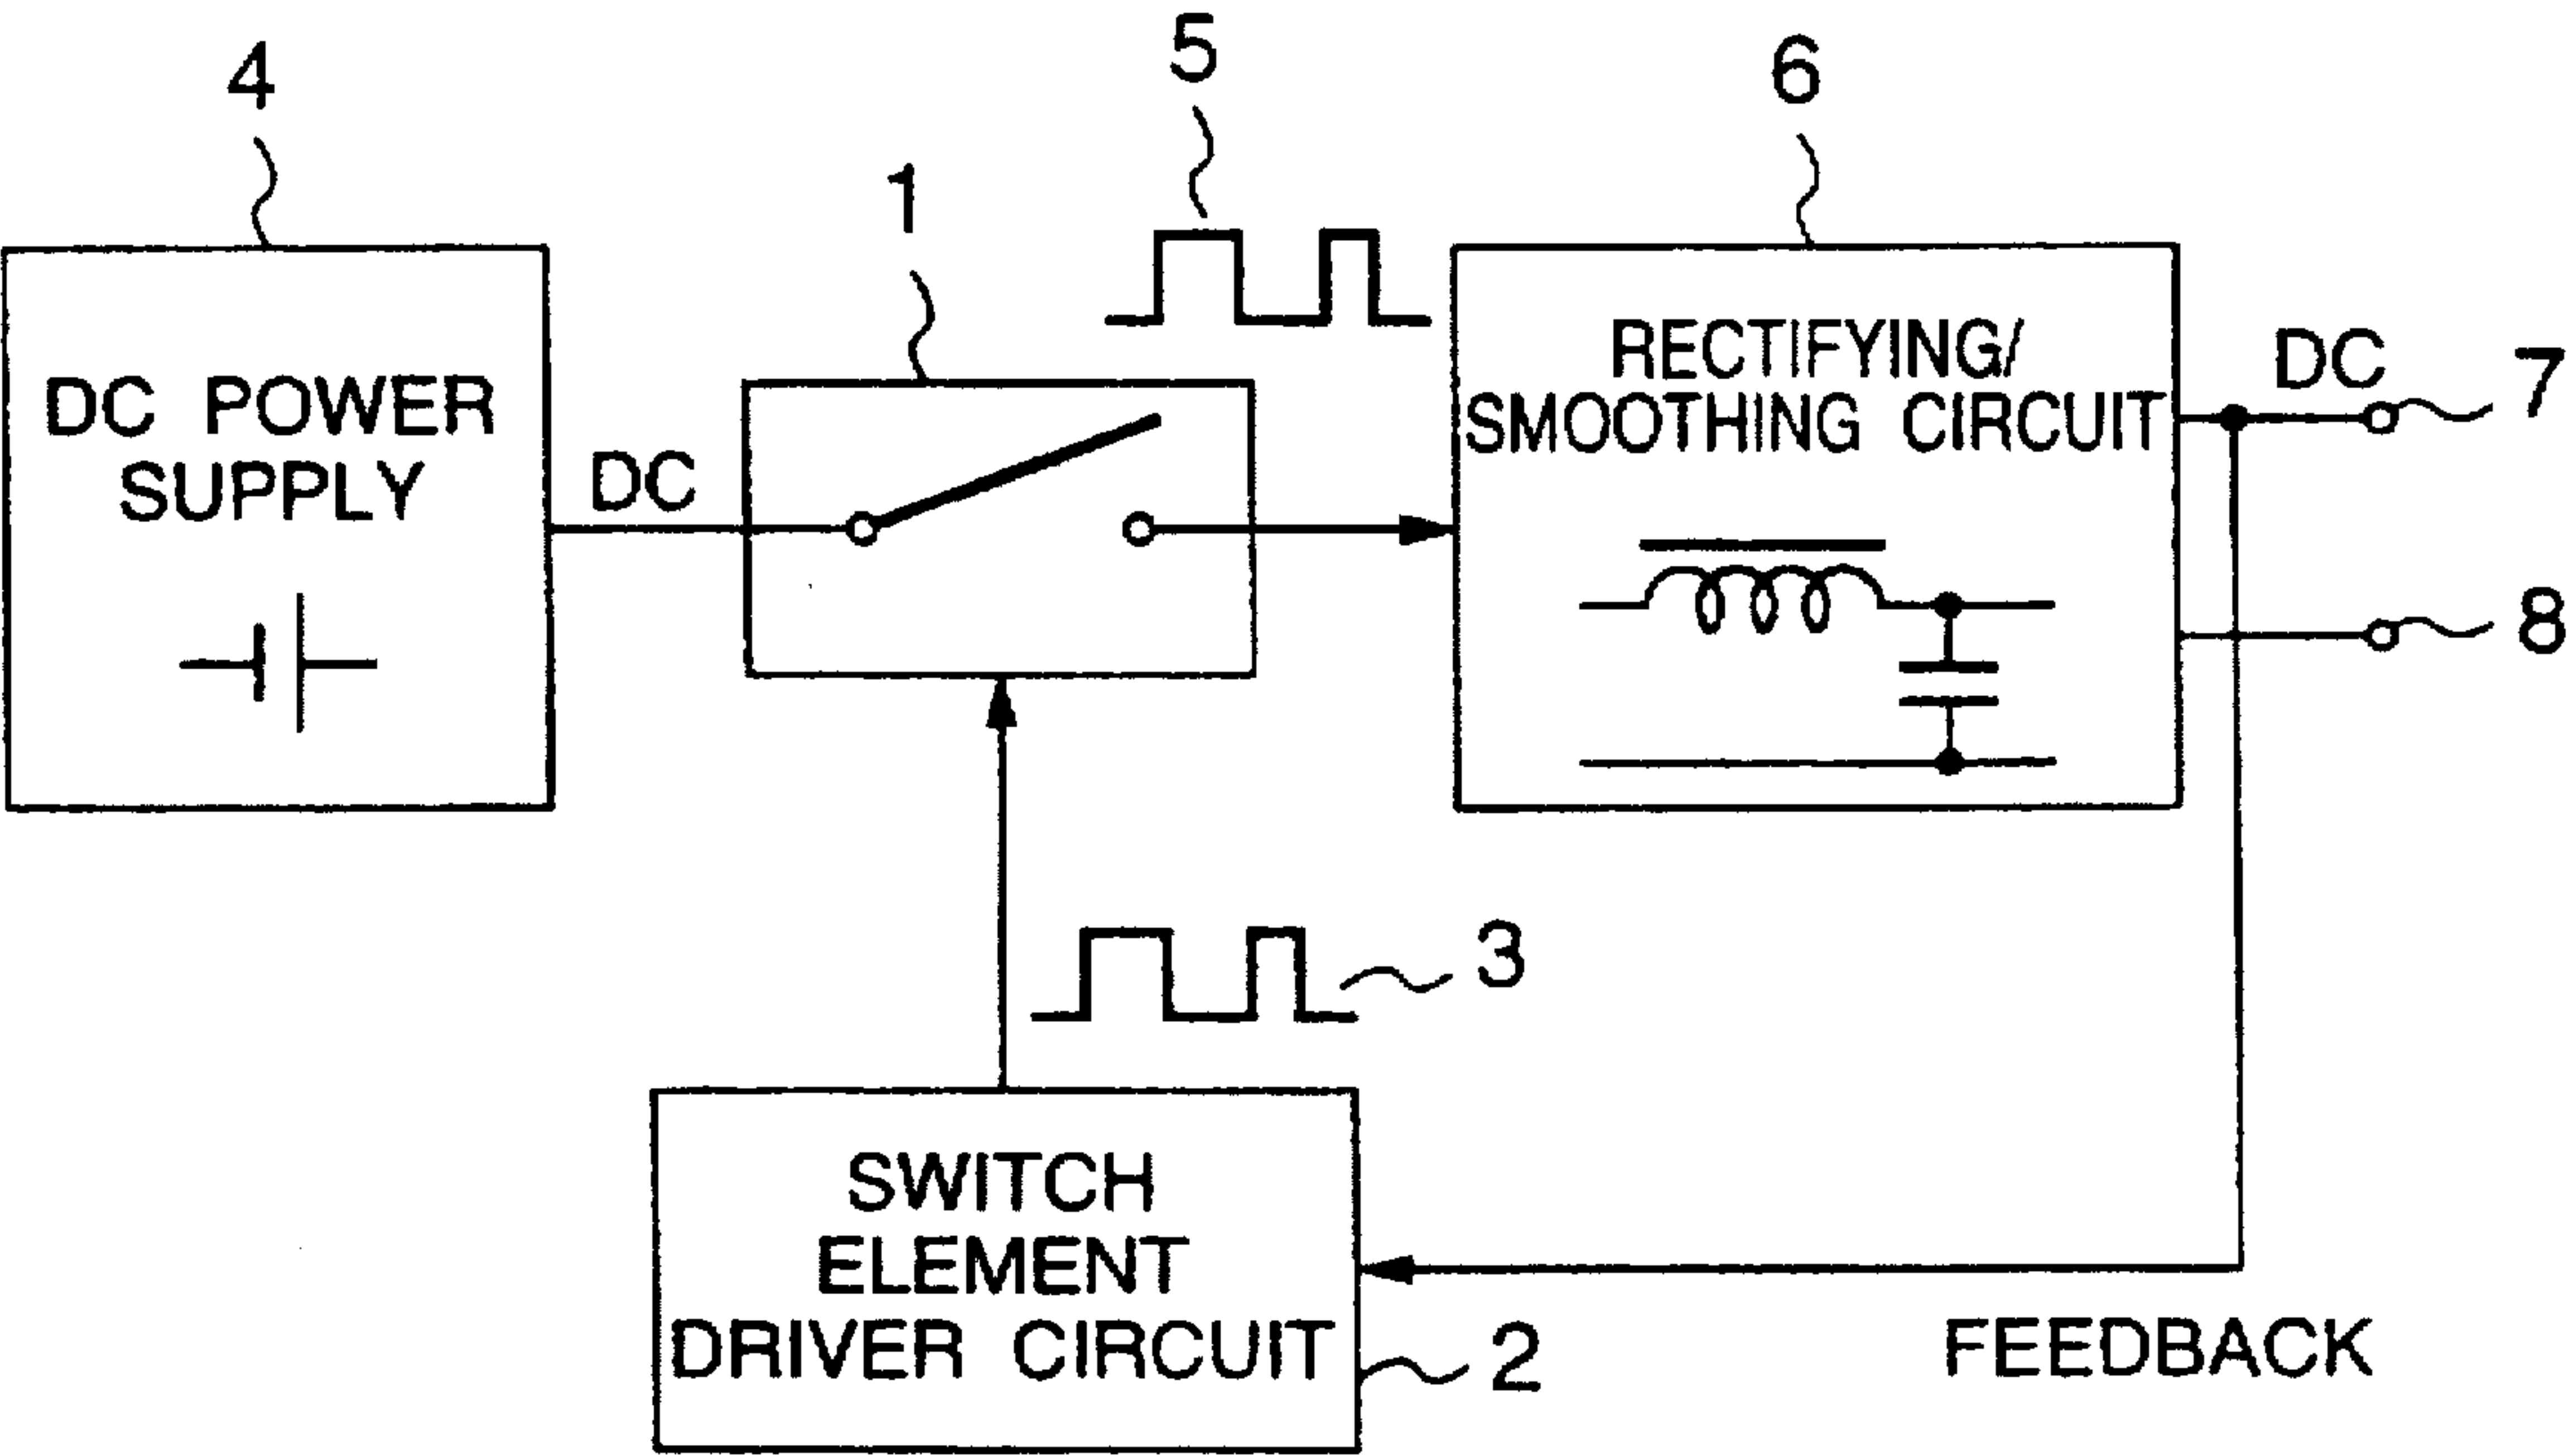 4
5
6
1
DC POWER
SUPPLY
DC
RECTIFYING/
SMOOTHING CIRCUIT
DC
7
8
3
SWITCH
ELEMENT
DRIVER CIRCUIT
2
FEEDBACK